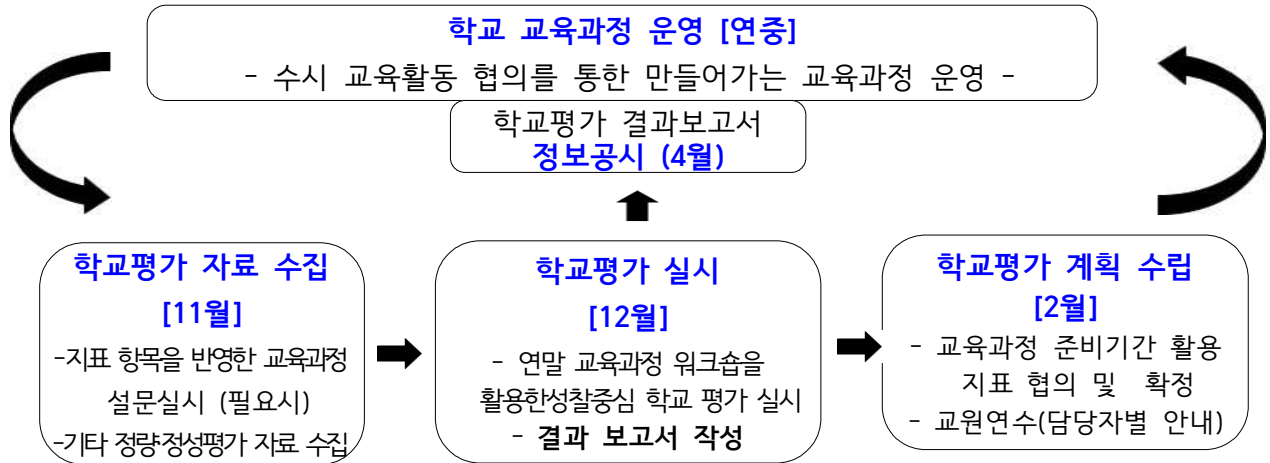 학교 교육과정 운영 [연중]
- 수시 교육활동 협의를 통한 만들어가는 교육과정 운영 -
학교평가 결과보고서
정보공시 (4월)
학교평가 자료 수집
[11월]
-지표 항목을 반영한 교육과정
설문실시 (필요시)
-기타 정량·정성평가 자료 수집
학교평가 실시
[12월]
- 연말 교육과정 워크숍을
활용한성찰중심 학교 평가 실시
- 결과 보고서 작성
학교평가 계획 수립
[2월]
- 교육과정 준비기간 활용
지표 협의 및 확정
- 교원연수(담당자별 안내)